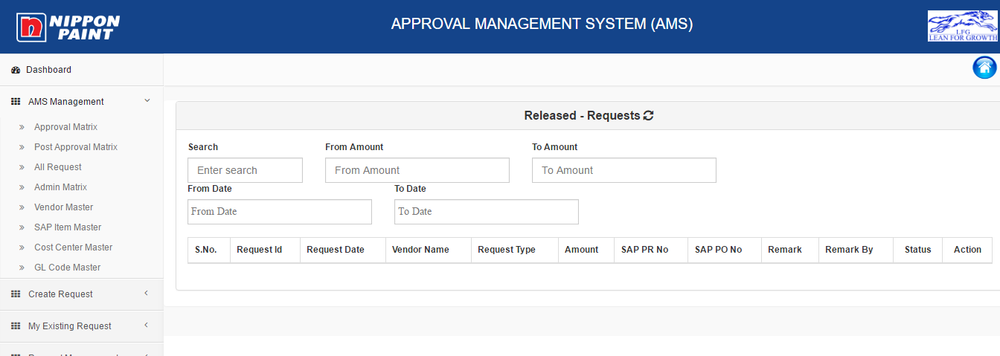 NIPPON
PAINT
APPROVAL MANAGEMENT SYSTEM (AMS)
LFG
LEAN FOR GROWTH
Dashboard
AMS Management
Approval Matrix
Post Approval Matrix
All Request
Admin Matrix
Vendor Master
SAP Item Master
Cost Center Master
GL Code Master
Create Request
My Existing Request
Released - Requests
Search
From Amount
To Amount
Enter search
From Amount
To Amount
From Date
To Date
From Date
To Date
S.No. Request Id Request Date Vendor Name Request Type Amount SAP PR No SAP PO No Remark Remark By Status Action